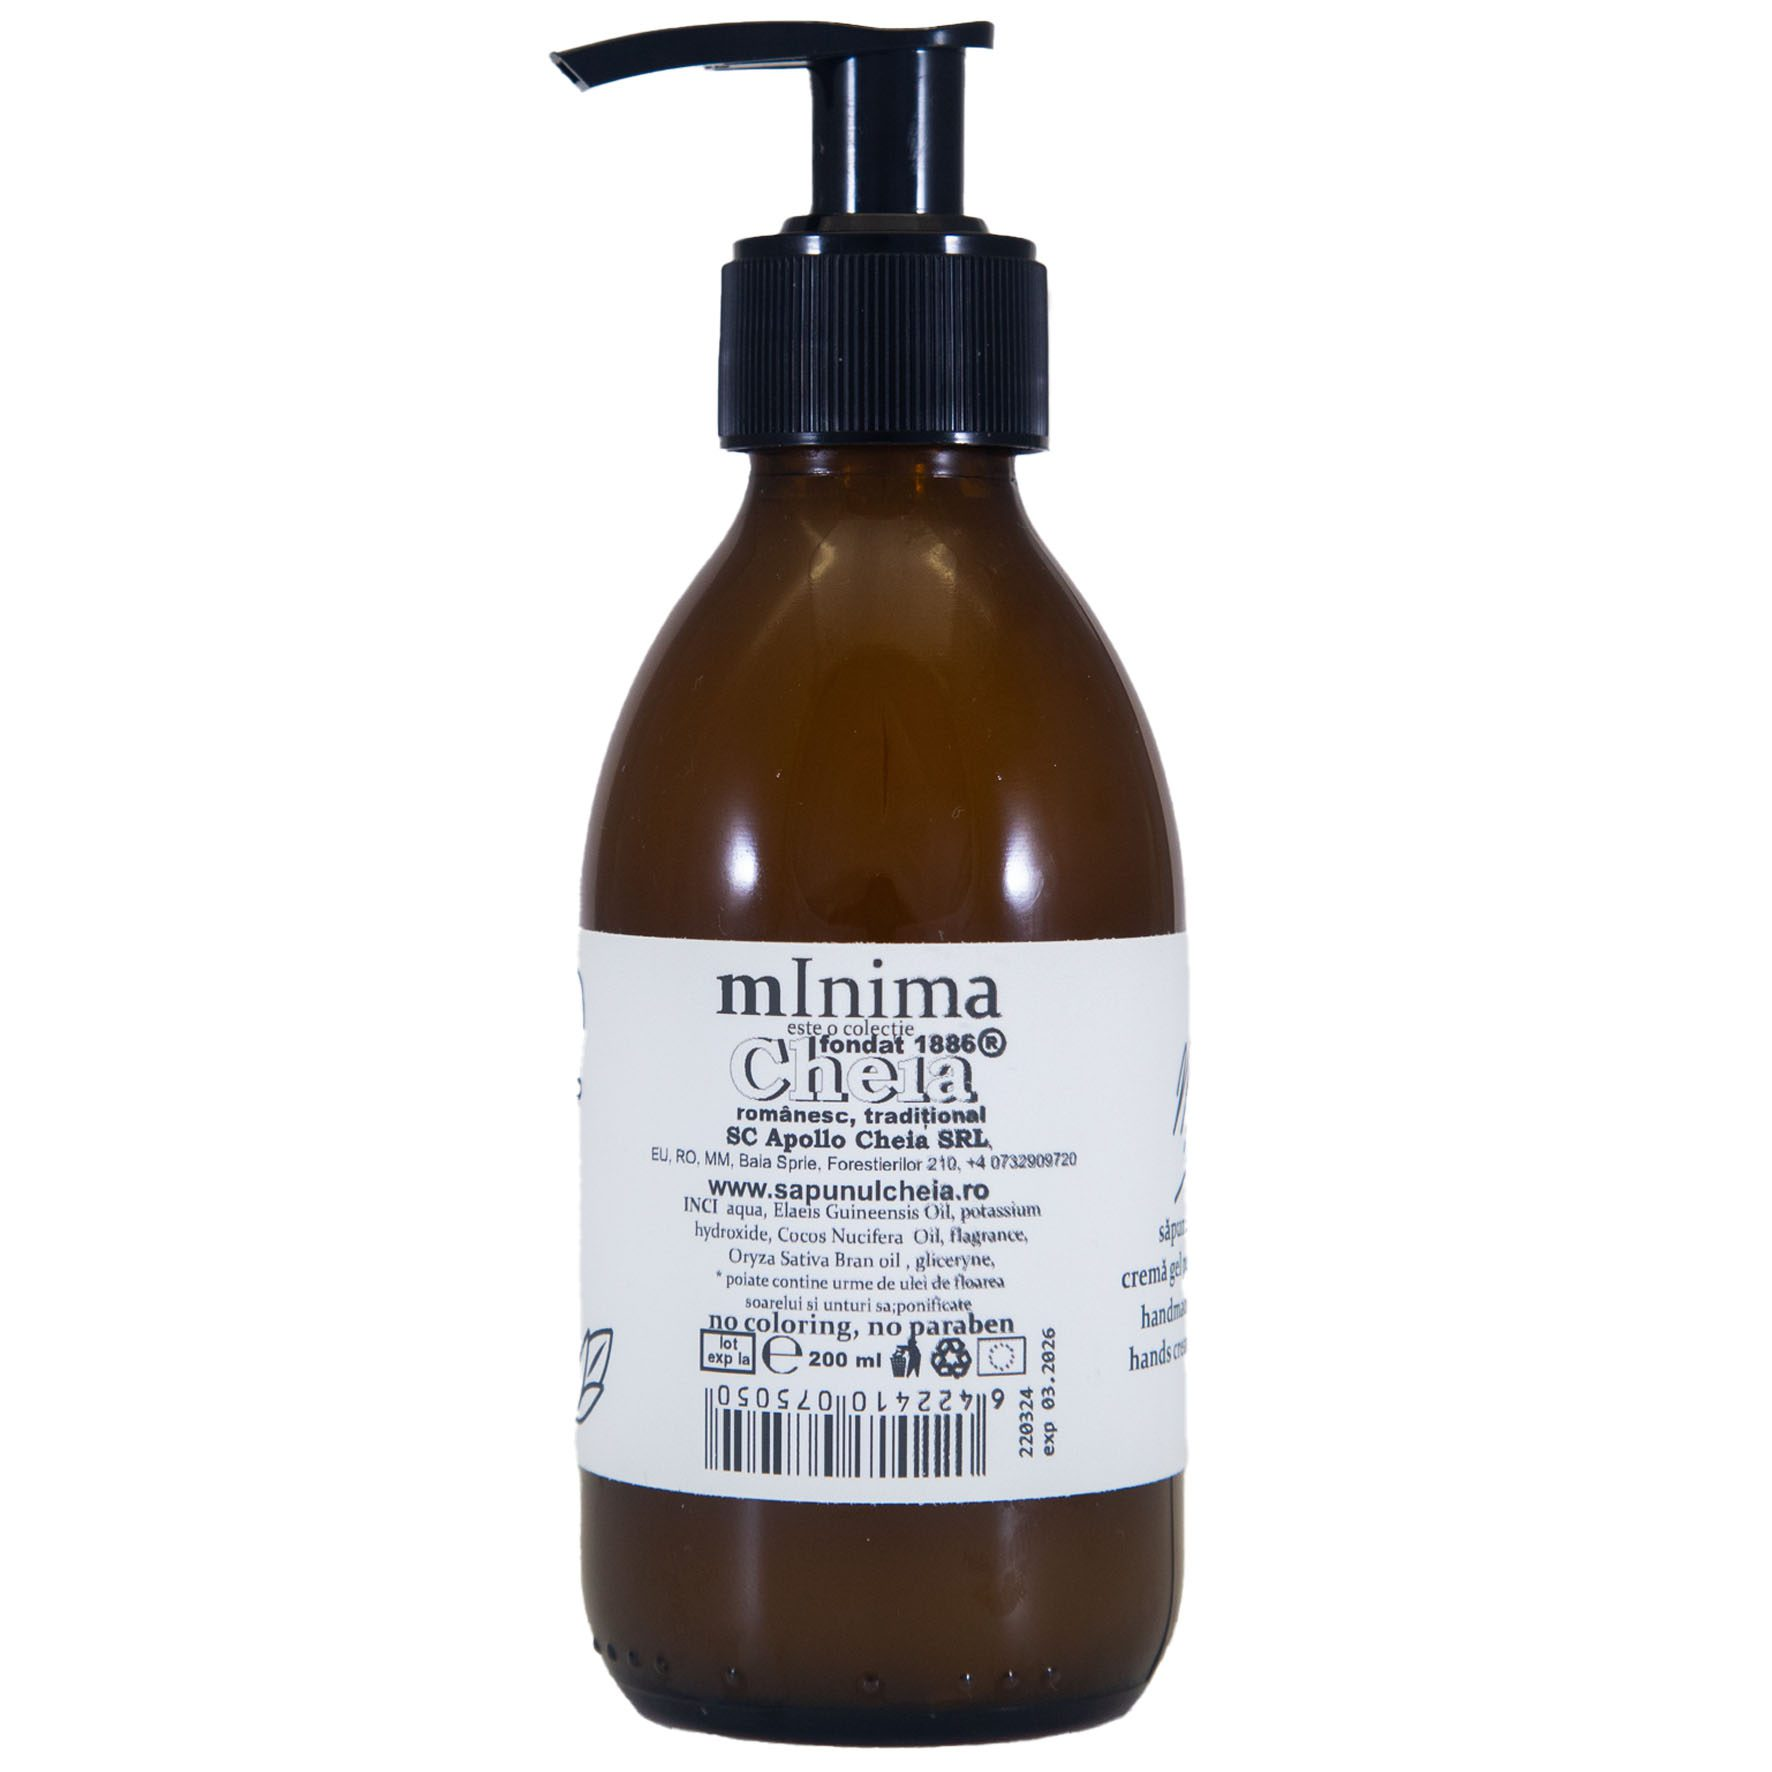 mInima
este o colecție
fondat 1886®
Cheia
românesc, tradițional
SC Apollo Cheia SRL
EU, RO, MM, Baia Sprie, Forestierilor 210, +4 0732909720
www.sapunulcheia.ro
INCI aqua, Elaeis Guineensis Oil, potassium
hydroxide, Cocos Nucifera Oil, flagrance,
Oryza Sativa Bran oil , gliceryne,
* poiate contine urme de ulei de floarea
soarelui si unturi sa;ponificate
no coloring, no paraben
lot
exp la
℮ 200 ml
6 422410 075050
220324
exp 03.2026
cremă gel
hands